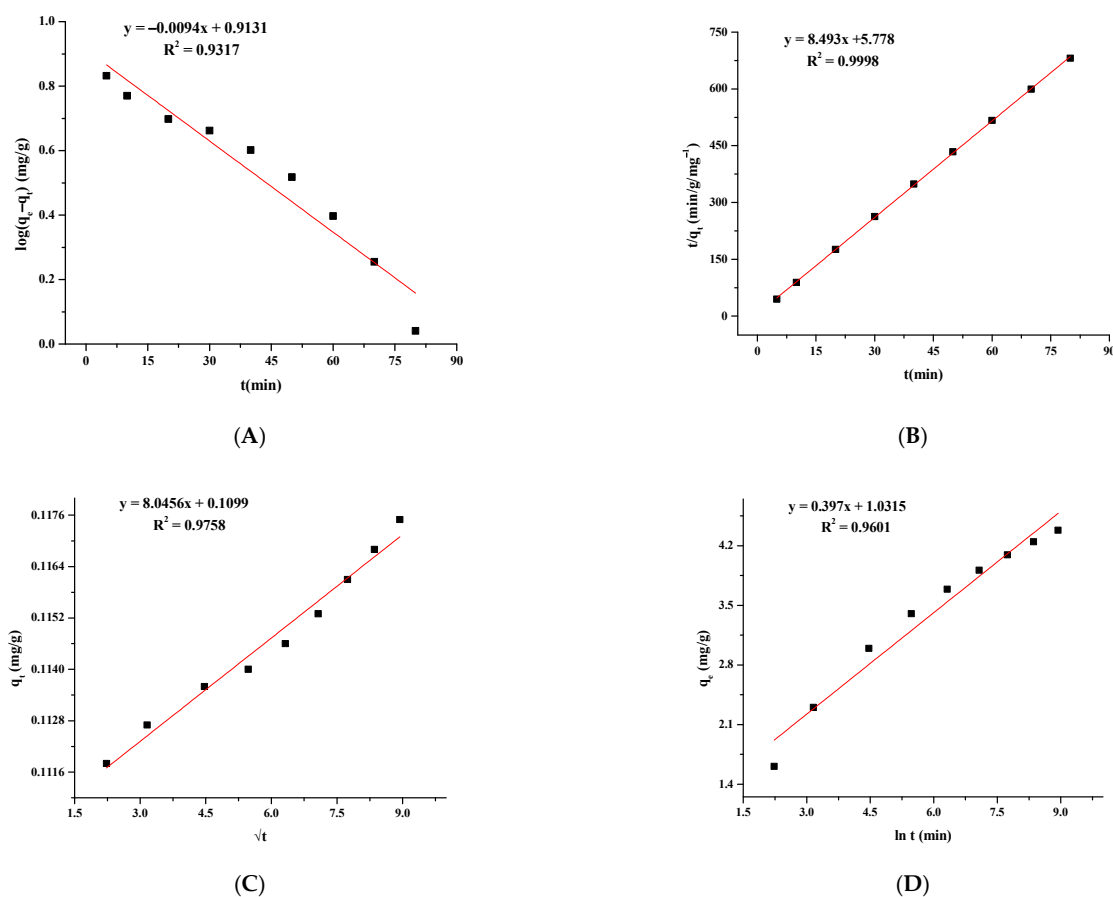 y = −0.0094x + 0.9131
R² = 0.9317
1.0
0.8
0.6
0.4
0.2
0.0
log(qₑ−qₜ) (mg/g)
0
15
30
45
60
75
90
t(min)
(A)
y = 8.493x +5.778
R² = 0.9998
750
600
450
300
150
0
t/qₜ (min/g/mg⁻¹)
0
15
30
45
60
75
90
t(min)
(B)
y = 8.0456x + 0.1099
R² = 0.9758
0.1176
0.1164
0.1152
0.1140
0.1128
0.1116
qₜ (mg/g)
1.5
3.0
4.5
6.0
7.5
9.0
√t
(C)
y = 0.397x + 1.0315
R² = 0.9601
4.2
3.5
2.8
2.1
1.4
qₑ (mg/g)
1.5
3.0
4.5
6.0
7.5
9.0
ln t (min)
(D)